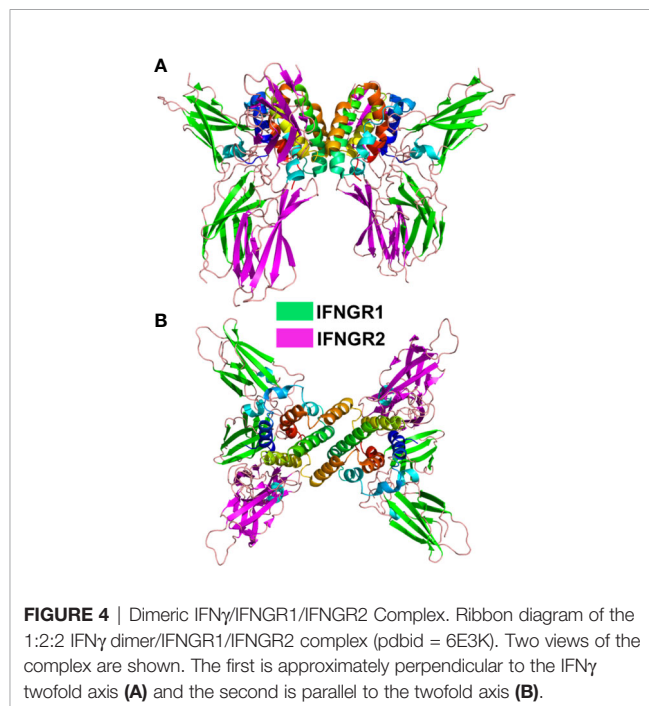 A
IFNGR1
IFNGR2
B
FIGURE 4 | Dimeric IFNγ/IFNGR1/IFNGR2 Complex. Ribbon diagram of the
1:2:2 IFNγ dimer/IFNGR1/IFNGR2 complex (pdbid = 6E3K). Two views of the
complex are shown. The first is approximately perpendicular to the IFNγ
twofold axis (A) and the second is parallel to the twofold axis (B).